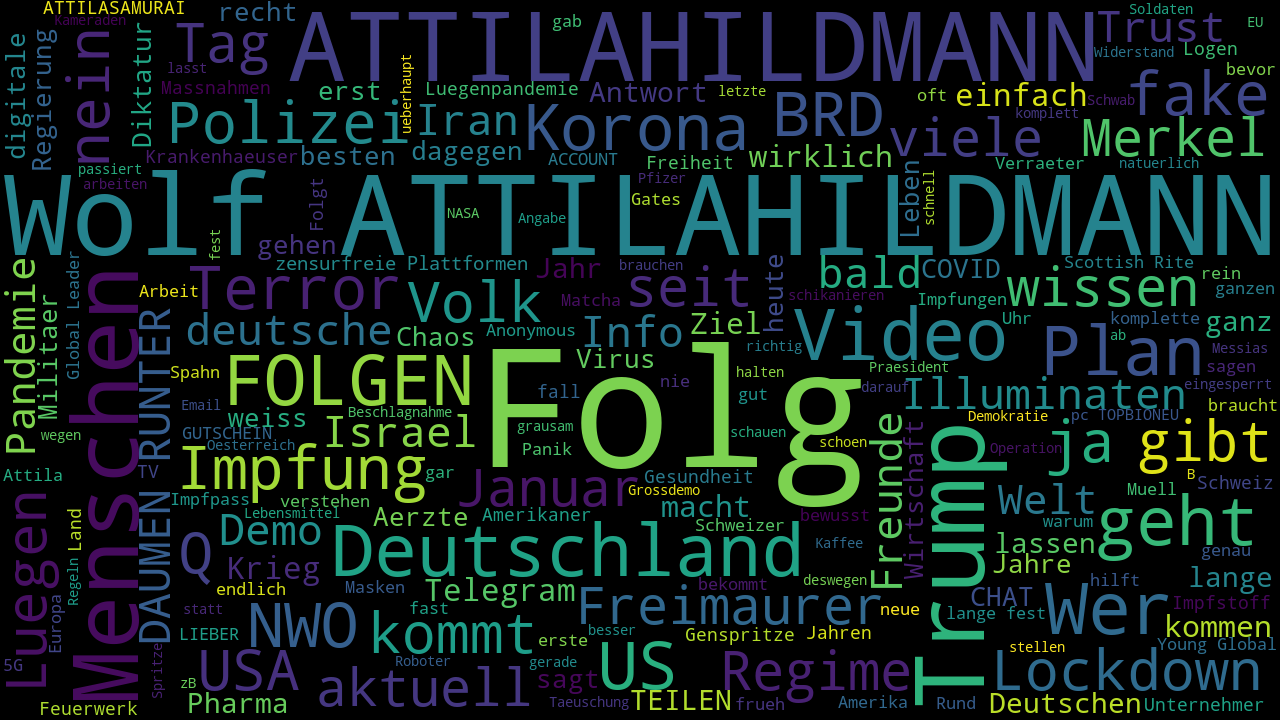 ATTILASAMURAI
Kameraden
recht
Tag
ATTILAHILDMANN
gab
Trust
Soldaten
EU
Widerstand
Logen
bevor
digitale
Regierung
nein
Diktatur
lasst
Massnahmen
erst
ueberhaupt
Luegenpandemie
Antwort
letzte
BRD
oft
einfach
Schwab
fake
komplett
Polizei
Iran
Korona
viele
Merkel
Krankenhaeuser
besten
dagegen
ACCOUNT
Freiheit
wirklich
Verraeter
natuerlich
passiert
arbeiten
Wolf ATTILAHILDMANN
Folgt
Pfizer
Gates
NASA
Angabe
Leben
schnell
fest
gehen
zensurfreie Plattformen
Jahr
brauchen
heute
bald
COVID
Scottish Rite
rein
ganzen
Pandemie
Militaer
Global Leader
Menschen
Arbeit
Terror
Volk
Matcha
seit
schikanieren
Impfungen
wissen
Uhr
komplette
ganz
deutsche
Chaos
Anonymous
Info
Ziel
Video
ab
Plan
Messias
sagen
RUNTER
Spahn
FOLGEN
Folg
Virus
richtig
halten
Praesident
darauf
Illuminaten
eingesperrt
Email
fall
nie
gut
weiss
Beschlagnahme
grausam
schauen
schoen
Demokratie
pc TOPBIONEU
braucht
GUTSCHEIN
Oesterreich
Israel
Panik
Freunde
Wirtschaft
Trump
Operation
ja
gibt
wegen
Attila
TV
Impfung
gar
Januar
Gesundheit
Grossdemo
macht
B
Schweiz
Impfpass
verstehen
Lebensmittel
Aerzte
Amerikaner
Schweizer
bewusst
Welt
Muell
warum
geht
Luegen
Land
Regeln
DAUMEN
Q
Demo
Deutschland
Kaffee
lassen
genau
Krieg
endlich
Masken
Telegram
bekommt
deswegen
Jahre
hilft
lange
Europa
statt
NWO
fast
Freimaurer
neue
CHAT
lange fest
Wer
Impfstoff
kommen
LIEBER
kommt
erste
besser
Genspritze
Jahren
stellen
Young Global
5G
Spritze
zB
USA
Roboter
gerade
sagt
US
Regime
Lockdown
Feuerwerk
Pharma
aktuell
Taeuschung
TEILEN
frueh
Amerika
Rund
Deutschen
Unternehmer